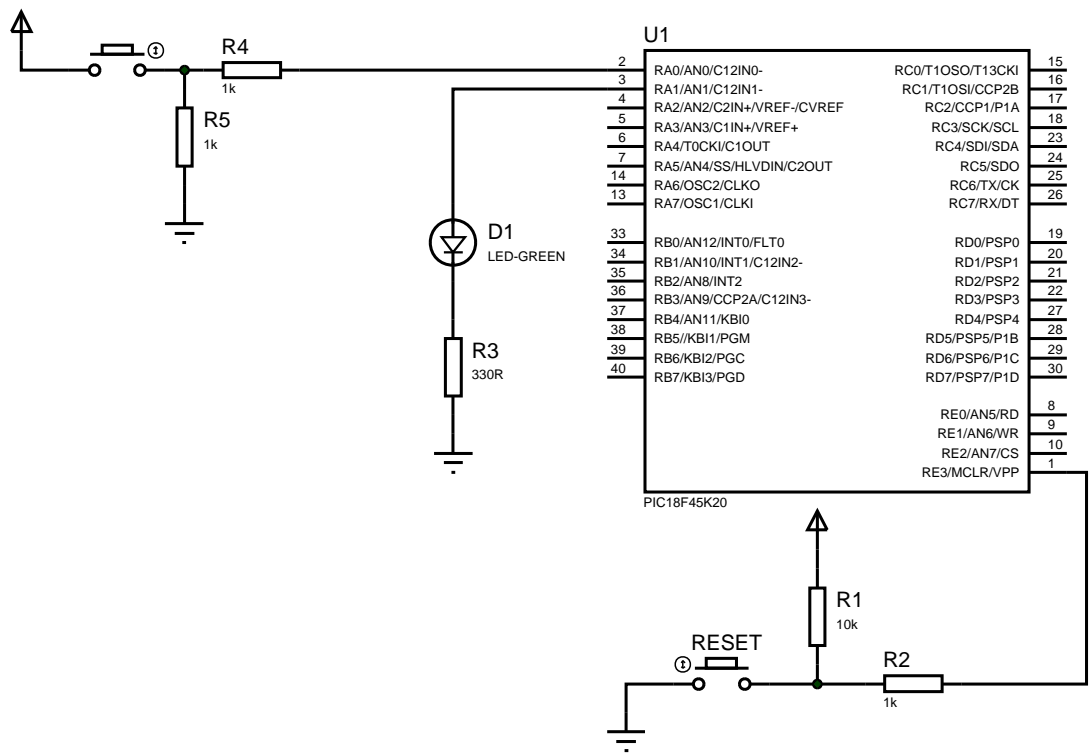 U1
R4
1k
R5
1k
D1
LED-GREEN
R3
330R
2 RA0/AN0/C12IN0-
3 RA1/AN1/C12IN1-
4 RA2/AN2/C2IN+/VREF-/CVREF
5 RA3/AN3/C1IN+/VREF+
6 RA4/T0CKI/C1OUT
7 RA5/AN4/SS/HLVDIN/C2OUT
14 RA6/OSC2/CLKO
13 RA7/OSC1/CLKI
33 RB0/AN12/INT0/FLT0
34 RB1/AN10/INT1/C12IN2-
35 RB2/AN8/INT2
36 RB3/AN9/CCP2A/C12IN3-
37 RB4/AN11/KBI0
38 RB5//KBI1/PGM
39 RB6/KBI2/PGC
40 RB7/KBI3/PGD
RC0/T1OSO/T13CKI 15
RC1/T1OSI/CCP2B 16
RC2/CCP1/P1A 17
RC3/SCK/SCL 18
RC4/SDI/SDA 23
RC5/SDO 24
RC6/TX/CK 25
RC7/RX/DT 26
RD0/PSP0 19
RD1/PSP1 20
RD2/PSP2 21
RD3/PSP3 22
RD4/PSP4 27
RD5/PSP5/P1B 28
RD6/PSP6/P1C 29
RD7/PSP7/P1D 30
RE0/AN5/RD 8
RE1/AN6/WR 9
RE2/AN7/CS 10
RE3/MCLR/VPP 1
PIC18F45K20
R1
10k
RESET
R2
1k